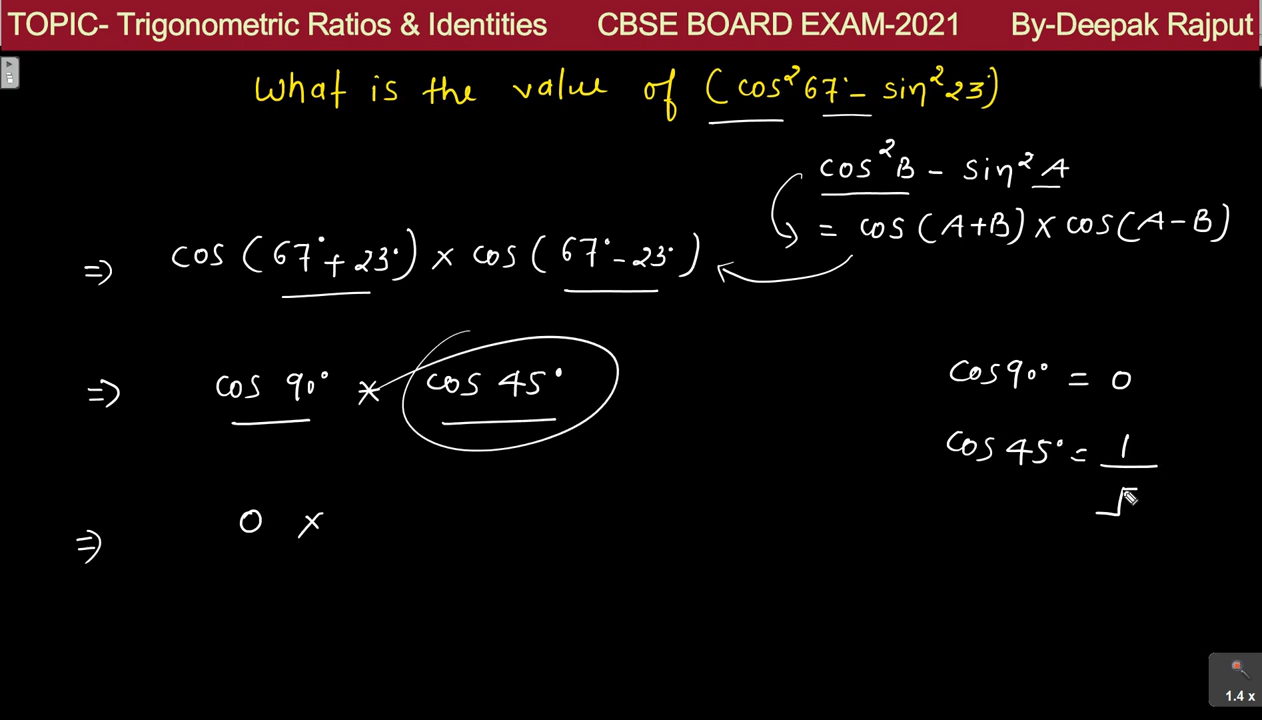 TOPIC- Trigonometric Ratios & Identities CBSE BOARD EXAM-2021 By-Deepak Rajput
What is the value of (cos²67° - sin²23°)
cos²B - sin²A
= cos(A+B) × cos(A-B)
⇒ cos(67°+23°) × cos(67°-23°)
⇒ cos 90° × cos 45°
cos 90° = 0
cos 45° = 1/√
⇒ 0 ×
1.4 x